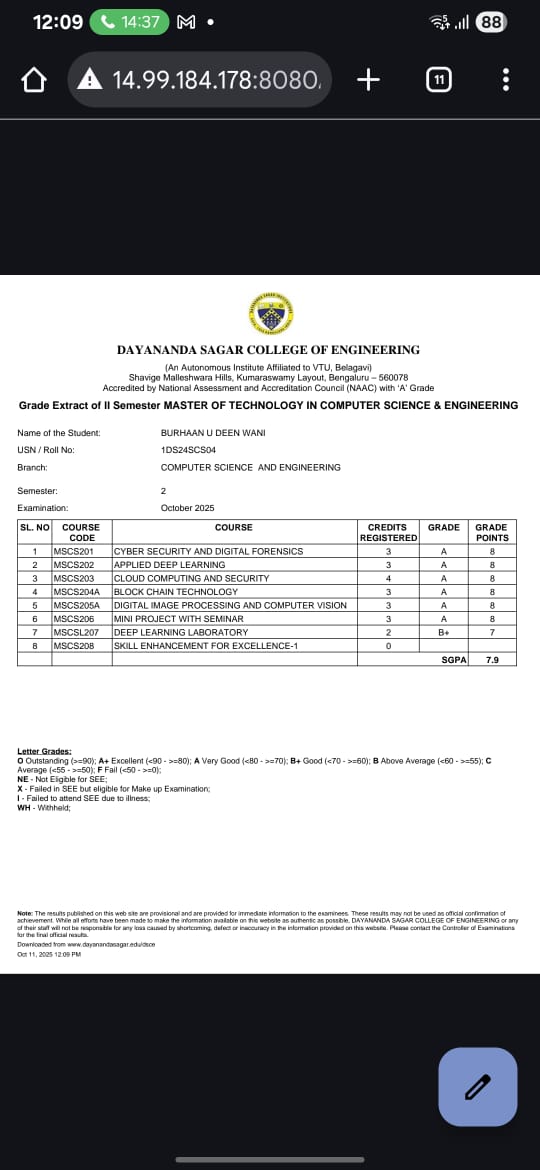 12:09 14:37 88
14.99.184.178:8080 11
DAYANANDA SAGAR COLLEGE OF ENGINEERING
(An Autonomous Institute Affiliated to VTU, Belagavi)
Shavige Malleshwara Hills, Kumaraswamy Layout, Bengaluru – 560078
Accredited by National Assessment and Accreditation Council (NAAC) with 'A' Grade
Grade Extract of II Semester MASTER OF TECHNOLOGY IN COMPUTER SCIENCE & ENGINEERING
Name of the Student: BURHAAN U DEEN WANI
USN / Roll No: 1DS24SCS04
Branch: COMPUTER SCIENCE AND ENGINEERING
Semester: 2
Examination: October 2025
SL. NO COURSE CODE COURSE CREDITS REGISTERED GRADE GRADE POINTS
1 MSCS201 CYBER SECURITY AND DIGITAL FORENSICS 3 A 8
2 MSCS202 APPLIED DEEP LEARNING 3 A 8
3 MSCS203 CLOUD COMPUTING AND SECURITY 4 A 8
4 MSCS204A BLOCK CHAIN TECHNOLOGY 3 A 8
5 MSCS205A DIGITAL IMAGE PROCESSING AND COMPUTER VISION 3 A 8
6 MSCS206 MINI PROJECT WITH SEMINAR 3 A 8
7 MSCSL207 DEEP LEARNING LABORATORY 2 B+ 7
8 MSCS208 SKILL ENHANCEMENT FOR EXCELLENCE-1 0
SGPA 7.9
Letter Grades:
O Outstanding (>=90); A+ Excellent (<90 - >=80); A Very Good (<80 - >=70); B+ Good (<70 - >=60); B Above Average (<60 - >=55); C
Average (<55 - >=50); F Fail (<50 - >=0);
NE - Not Eligible for SEE;
X - Failed in SEE but eligible for Make up Examination;
I - Failed to attend SEE due to illness;
WH - Withheld;
Note: The results published on this web site are provisional and are provided for immediate information to the examinees. These results may not be used as official confirmation of
achievement. While all efforts have been made to make the information available on this website as authentic as possible, DAYANANDA SAGAR COLLEGE OF ENGINEERING or any
of their staff will not be responsible for any loss caused by shortcoming, defect or inaccuracy in the information provided on this website. Please contact the Controller of Examinations
for the final official results.
Downloaded from www.dayanandasagar.edu/dsce
Oct 11, 2025 12:09 PM